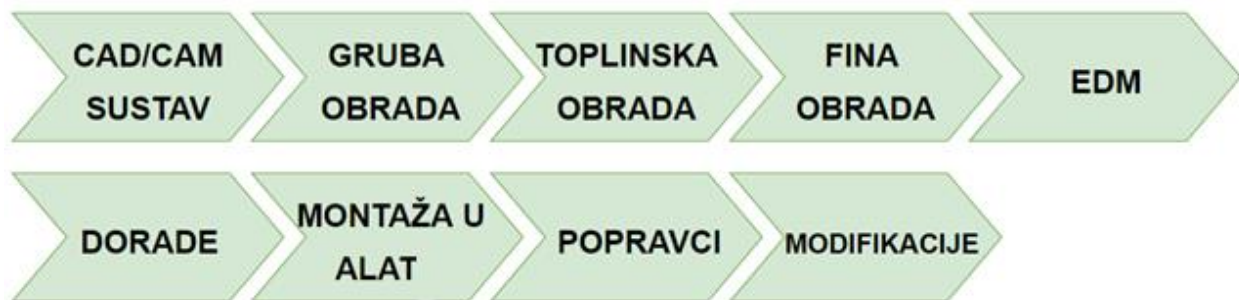 CAD/CAM
SUSTAV
GRUBA
OBRADA
TOPLINSKA
OBRADA
FINA
OBRADA
EDM
DORADE
MONTAŽA U
ALAT
POPRAVCI
MODIFIKACIJE